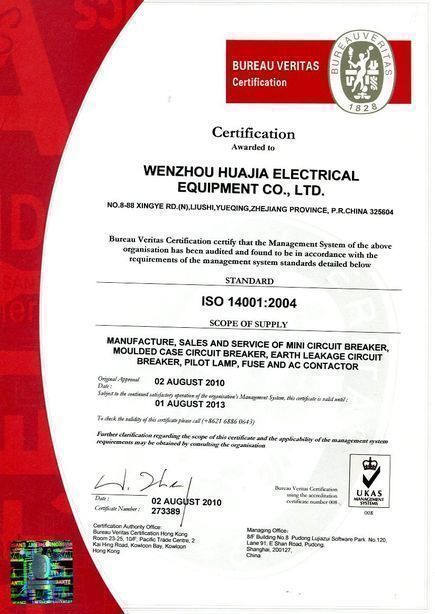 BUREAU VERITAS
Certification
BUREAU VERITAS
1828
Certification
Awarded to
WENZHOU HUAJIA ELECTRICAL
EQUIPMENT CO., LTD.
NO.8-88 XINGYE RD.(N),LIUSHI,YUEQING,ZHEJIANG PROVINCE, P.R.CHINA 325604
Bureau Veritas Certification certify that the Management System of the above
organisation has been audited and found to be in accordance with the
requirements of the management system standards detailed below
STANDARD
ISO 14001:2004
SCOPE OF SUPPLY
MANUFACTURE, SALES AND SERVICE OF MINI CIRCUIT BREAKER,
MOULDED CASE CIRCUIT BREAKER, EARTH LEAKAGE CIRCUIT
BREAKER, PILOT LAMP, FUSE AND AC CONTACTOR
Original Approval
Date : 02 AUGUST 2010
Subject to the continued satisfactory operation of the organisation's Management System, this certificate is valid until :
01 AUGUST 2013
To check the validity of this certificate please call (+8621 6886 0643)
Further clarification regarding the scope of this certificate and the applicability of the management system
requirements may be obtained by consulting the organisation
Date : 02 AUGUST 2010
Certificate Number : 273389
Bureau Veritas Certification
using the accreditation
certificate number 008
UKAS
MANAGEMENT
SYSTEMS
008
Certification Authority Office:
Bureau Veritas Certification Hong Kong
Room 23-25, 10/F, Pacific Trade Centre, 2
Kai Hing Road, Kowloon Bay, Kowloon
Hong Kong
Managing Office:
8/F Building No.8 Pudong Lujiazui Software Park No.120,
Lane 91, E Shan Road, Pudong.
Shanghai, 200127,
China